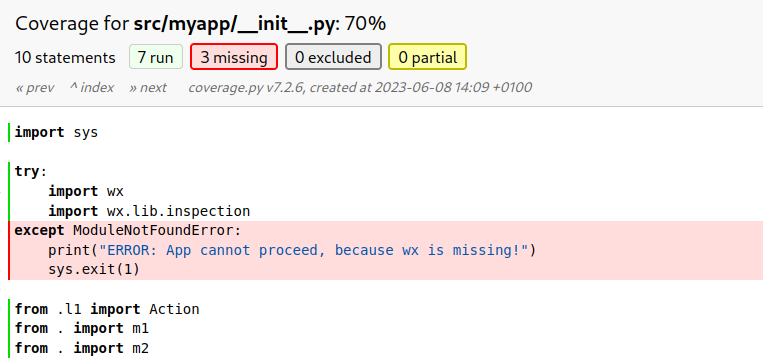 Coverage for src/myapp/__init__.py: 70%
10 statements 7 run 3 missing 0 excluded 0 partial
« prev ^ index » next coverage.py v7.2.6, created at 2023-06-08 14:09 +0100
import sys
try:
    import wx
    import wx.lib.inspection
except ModuleNotFoundError:
    print("ERROR: App cannot proceed, because wx is missing!")
    sys.exit(1)
from .l1 import Action
from . import m1
from . import m2